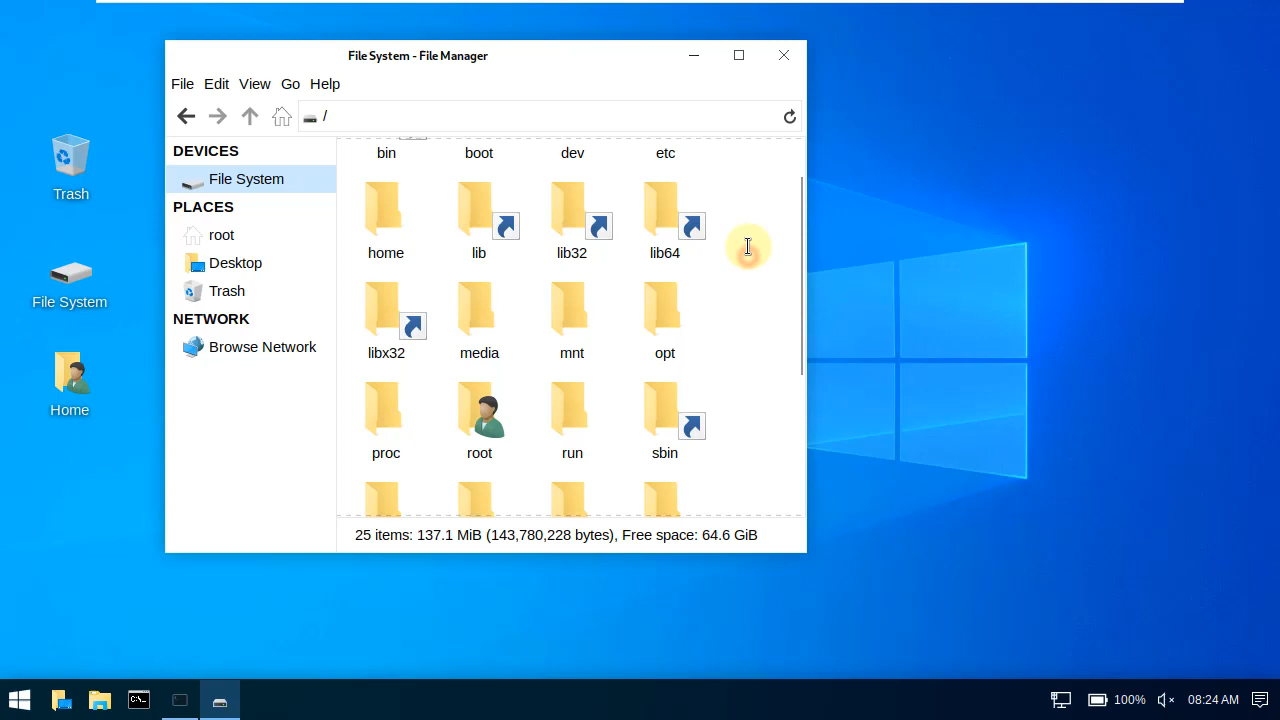 File System - File Manager
File Edit View Go Help
/
DEVICES
File System
PLACES
root
Desktop
Trash
NETWORK
Browse Network
bin boot dev etc
home lib lib32 lib64
libx32 media mnt opt
proc root run sbin
25 items: 137.1 MiB (143,780,228 bytes), Free space: 64.6 GiB
Trash
File System
Home
C:\_
100% 08:24 AM